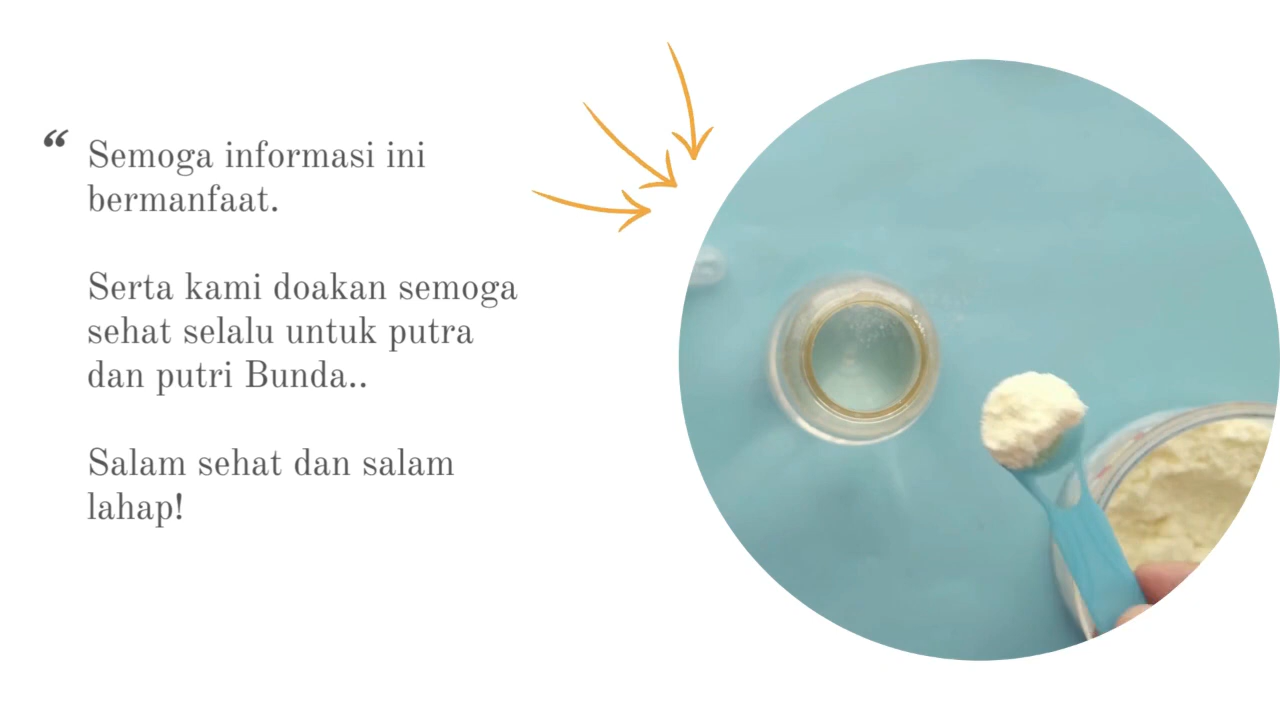 “ Semoga informasi ini
bermanfaat.
Serta kami doakan semoga
sehat selalu untuk putra
dan putri Bunda..
Salam sehat dan salam
lahap!